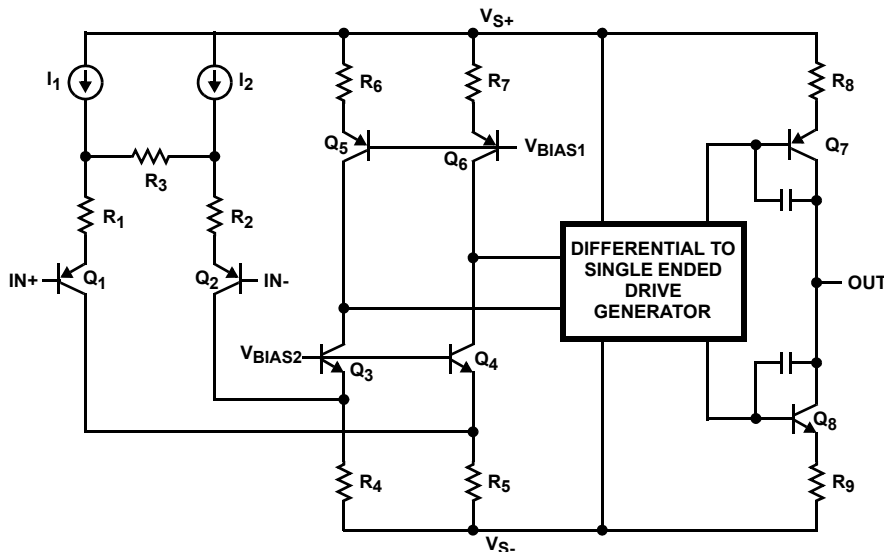 VS+
I1
I2
R6
R7
R8
Q5
Q6
VBIAS1
Q7
R3
R1
R2
DIFFERENTIAL TO
SINGLE ENDED
DRIVE
GENERATOR
IN+
Q1
Q2
IN-
OUT
VBIAS2
Q3
Q4
Q8
R4
R5
R9
VS-